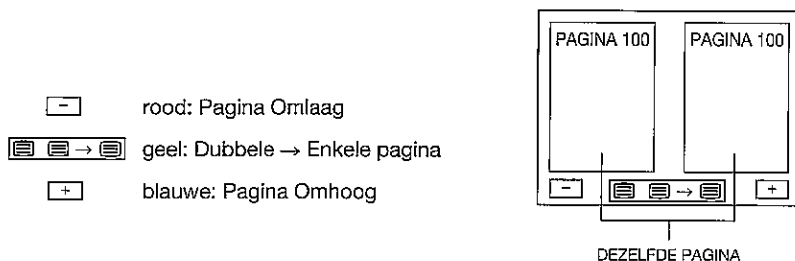 - rood: Pagina Omlaag
→ geel: Dubbele → Enkele pagina
+ blauwe: Pagina Omhoog
PAGINA 100 PAGINA 100
- → +
DEZELFDE PAGINA